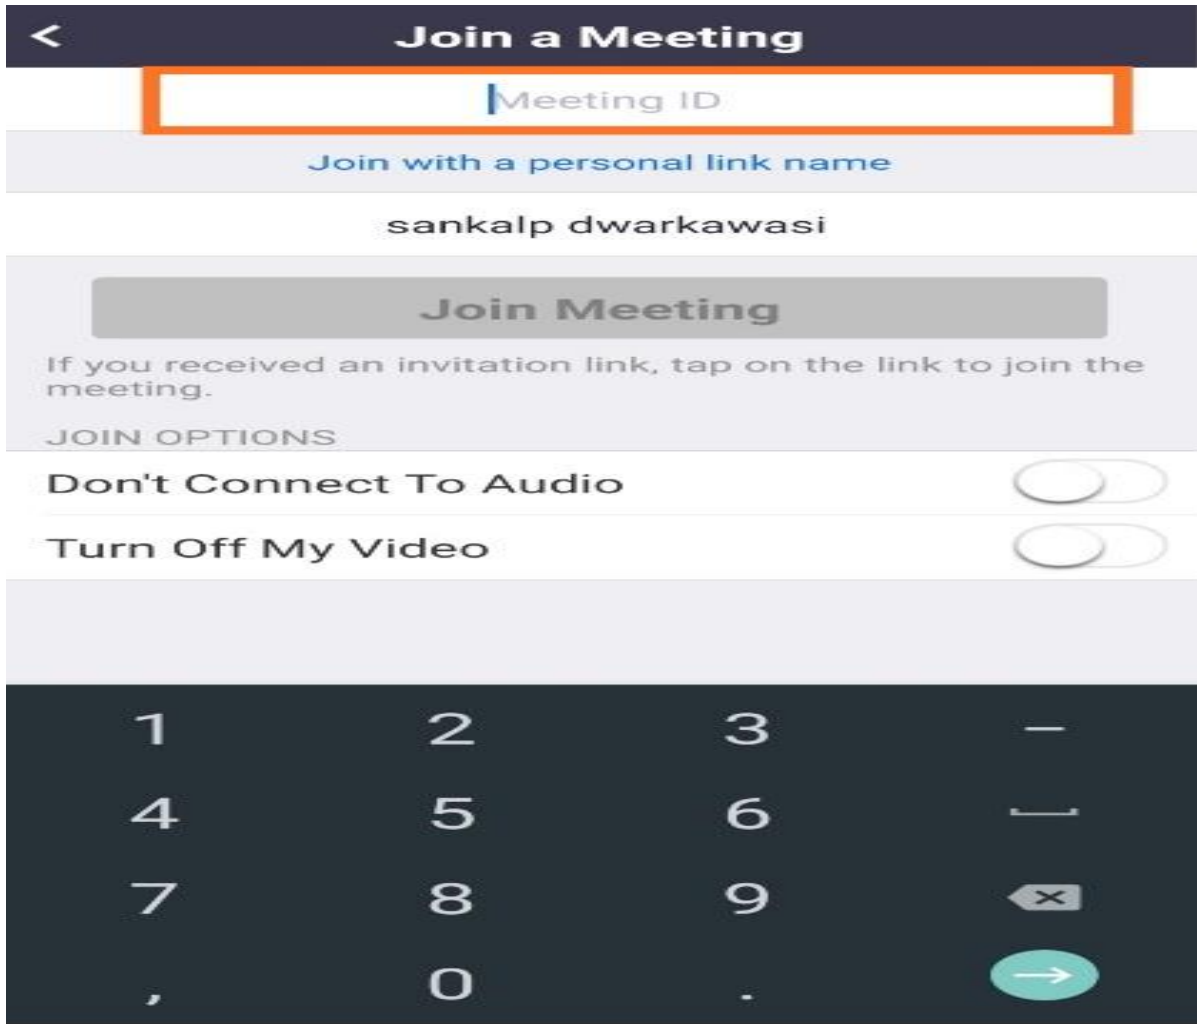 Join a Meeting
Meeting ID
Join with a personal link name
sankalp dwarkawasi
Join Meeting
If you received an invitation link, tap on the link to join the
meeting.
JOIN OPTIONS
Don't Connect To Audio
Turn Off My Video
1 2 3 –
4 5 6
7 8 9
, 0 .